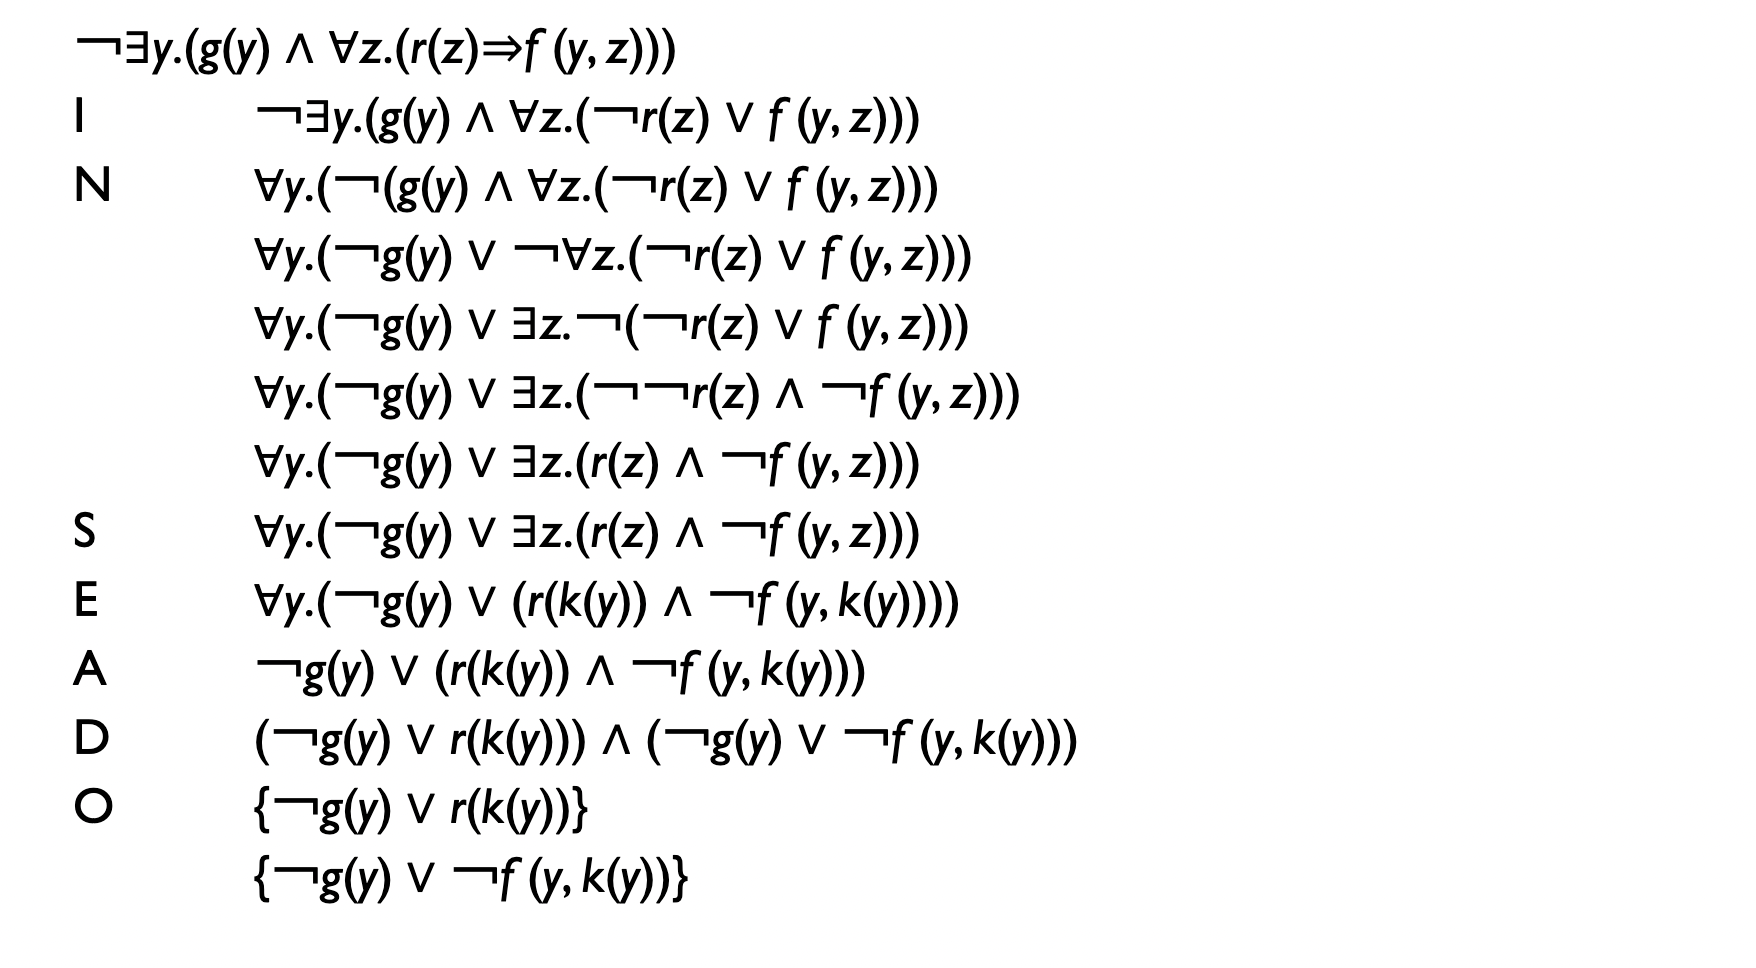 ¬∃y.(g(y) ∧ ∀z.(r(z)⇒f (y, z)))
I ¬∃y.(g(y) ∧ ∀z.(¬r(z) ∨ f (y, z)))
N ∀y.(¬(g(y) ∧ ∀z.(¬r(z) ∨ f (y, z)))
∀y.(¬g(y) ∨ ¬∀z.(¬r(z) ∨ f (y, z)))
∀y.(¬g(y) ∨ ∃z.¬(¬r(z) ∨ f (y, z)))
∀y.(¬g(y) ∨ ∃z.(¬¬r(z) ∧ ¬f (y, z)))
∀y.(¬g(y) ∨ ∃z.(r(z) ∧ ¬f (y, z)))
S ∀y.(¬g(y) ∨ ∃z.(r(z) ∧ ¬f (y, z)))
E ∀y.(¬g(y) ∨ (r(k(y)) ∧ ¬f (y, k(y))))
A ¬g(y) ∨ (r(k(y)) ∧ ¬f (y, k(y)))
D (¬g(y) ∨ r(k(y))) ∧ (¬g(y) ∨ ¬f (y, k(y)))
O {¬g(y) ∨ r(k(y))}
{¬g(y) ∨ ¬f (y, k(y))}